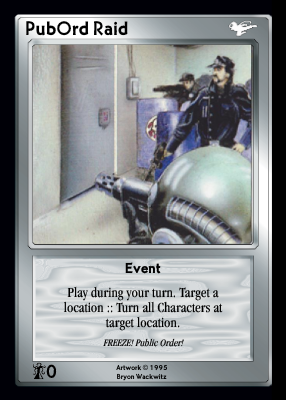 PubOrd Raid
Event
Play during your turn. Target a
location :: Turn all Characters at
target location.
FREEZE! Public Order!
0
Artwork © 1995
Bryon Wackwitz